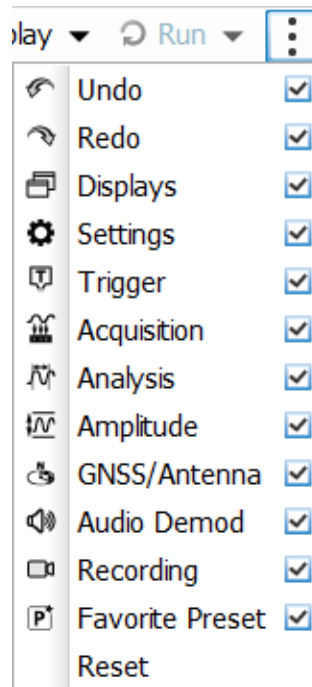 Run
Undo
Redo
Displays
Settings
Trigger
Acquisition
Analysis
Amplitude
GNSS/Antenna
Audio Demod
Recording
Favorite Preset
Reset